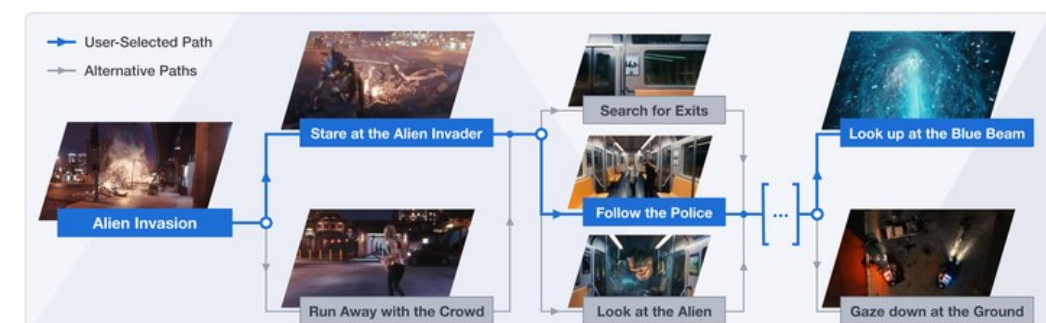 User-Selected Path
Alternative Paths
Alien Invasion
Stare at the Alien Invader
Run Away with the Crowd
Search for Exits
Follow the Police
Look at the Alien
[...]
Look up at the Blue Beam
Gaze down at the Ground